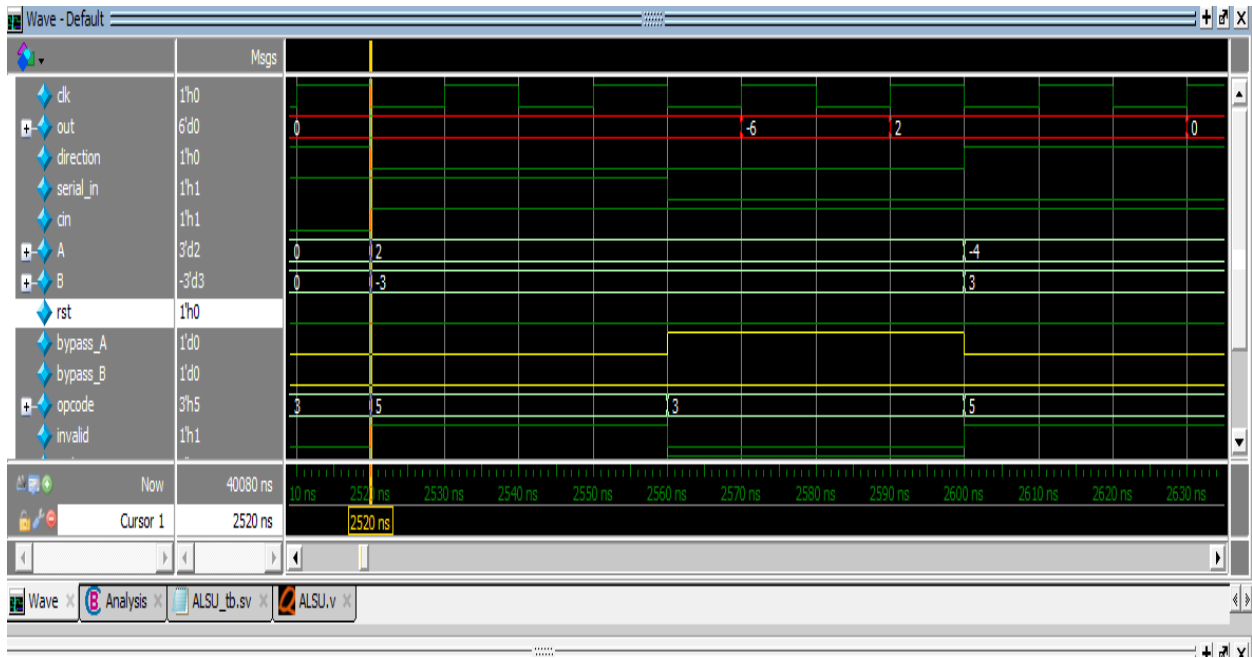 Wave - Default
Msgs
clk 1'h0
out 6'd0 0 -6 2 0
direction 1'h0
serial_in 1'h1
cin 1'h1
A 3'd2 0 2 -4
B -3'd3 0 -3 3
rst 1'h0
bypass_A 1'd0
bypass_B 1'd0
opcode 3'h5 3 5 3 5
invalid 1'h1
Now 40080 ns 10 ns 2520 ns 2530 ns 2540 ns 2550 ns 2560 ns 2570 ns 2580 ns 2590 ns 2600 ns 2610 ns 2620 ns 2630 ns
Cursor 1 2520 ns 2520 ns
Wave Analysis ALSU_tb.sv ALSU.v